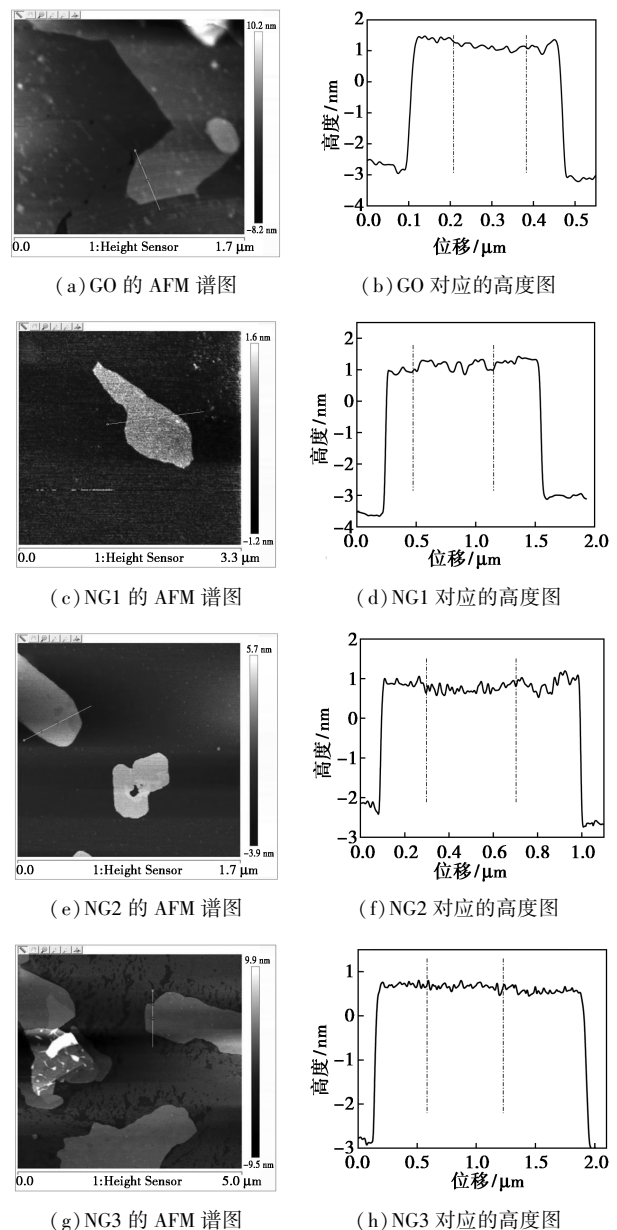 10.2 nm
-8.2 nm
0.0 1:Height Sensor 1.7 μm
2
1
0
-1
-2
-3
-4
高度/nm
0.0 0.1 0.2 0.3 0.4 0.5
位移/μm
(a)GO 的 AFM 谱图
(b)GO 对应的高度图
1.6 nm
-1.2 nm
0.0 1:Height Sensor 3.3 μm
2
1
0
-1
-2
-3
-4
高度/nm
0.0 0.5 1.0 1.5 2.0
位移/μm
(c)NG1 的 AFM 谱图
(d)NG1 对应的高度图
5.7 nm
-3.9 nm
0.0 1:Height Sensor 1.7 μm
2
1
0
-1
-2
-3
高度/nm
0.0 0.2 0.4 0.6 0.8 1.0
位移/μm
(e)NG2 的 AFM 谱图
(f)NG2 对应的高度图
9.9 nm
-9.5 nm
0.0 1:Height Sensor 5.0 μm
1
0
-1
-2
-3
高度/nm
0.0 0.5 1.0 1.5 2.0
位移/μm
(g)NG3 的 AFM 谱图
(h)NG3 对应的高度图